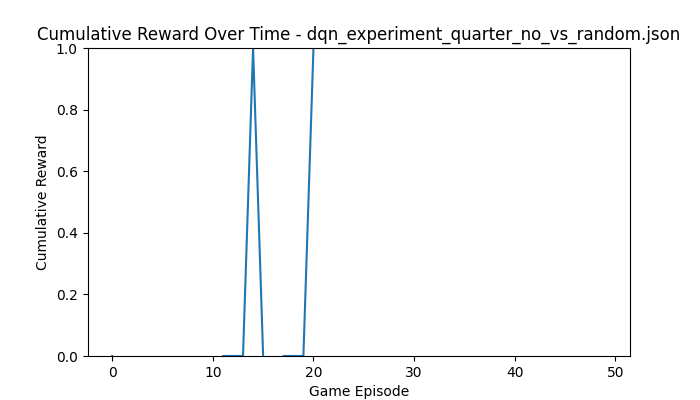 Cumulative Reward Over Time - dqn_experiment_quarter_no_vs_random.json
1.0
0.8
0.6
0.4
0.2
0.0
Cumulative Reward
0 10 20 30 40 50
Game Episode